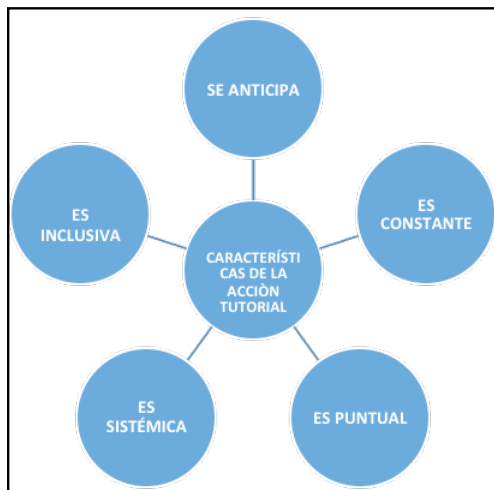 SE ANTICIPA
ES
INCLUSIVA
ES
CONSTANTE
CARACTERÍSTI
CAS DE LA
ACCIÒN
TUTORIAL
ES
SISTÉMICA
ES PUNTUAL